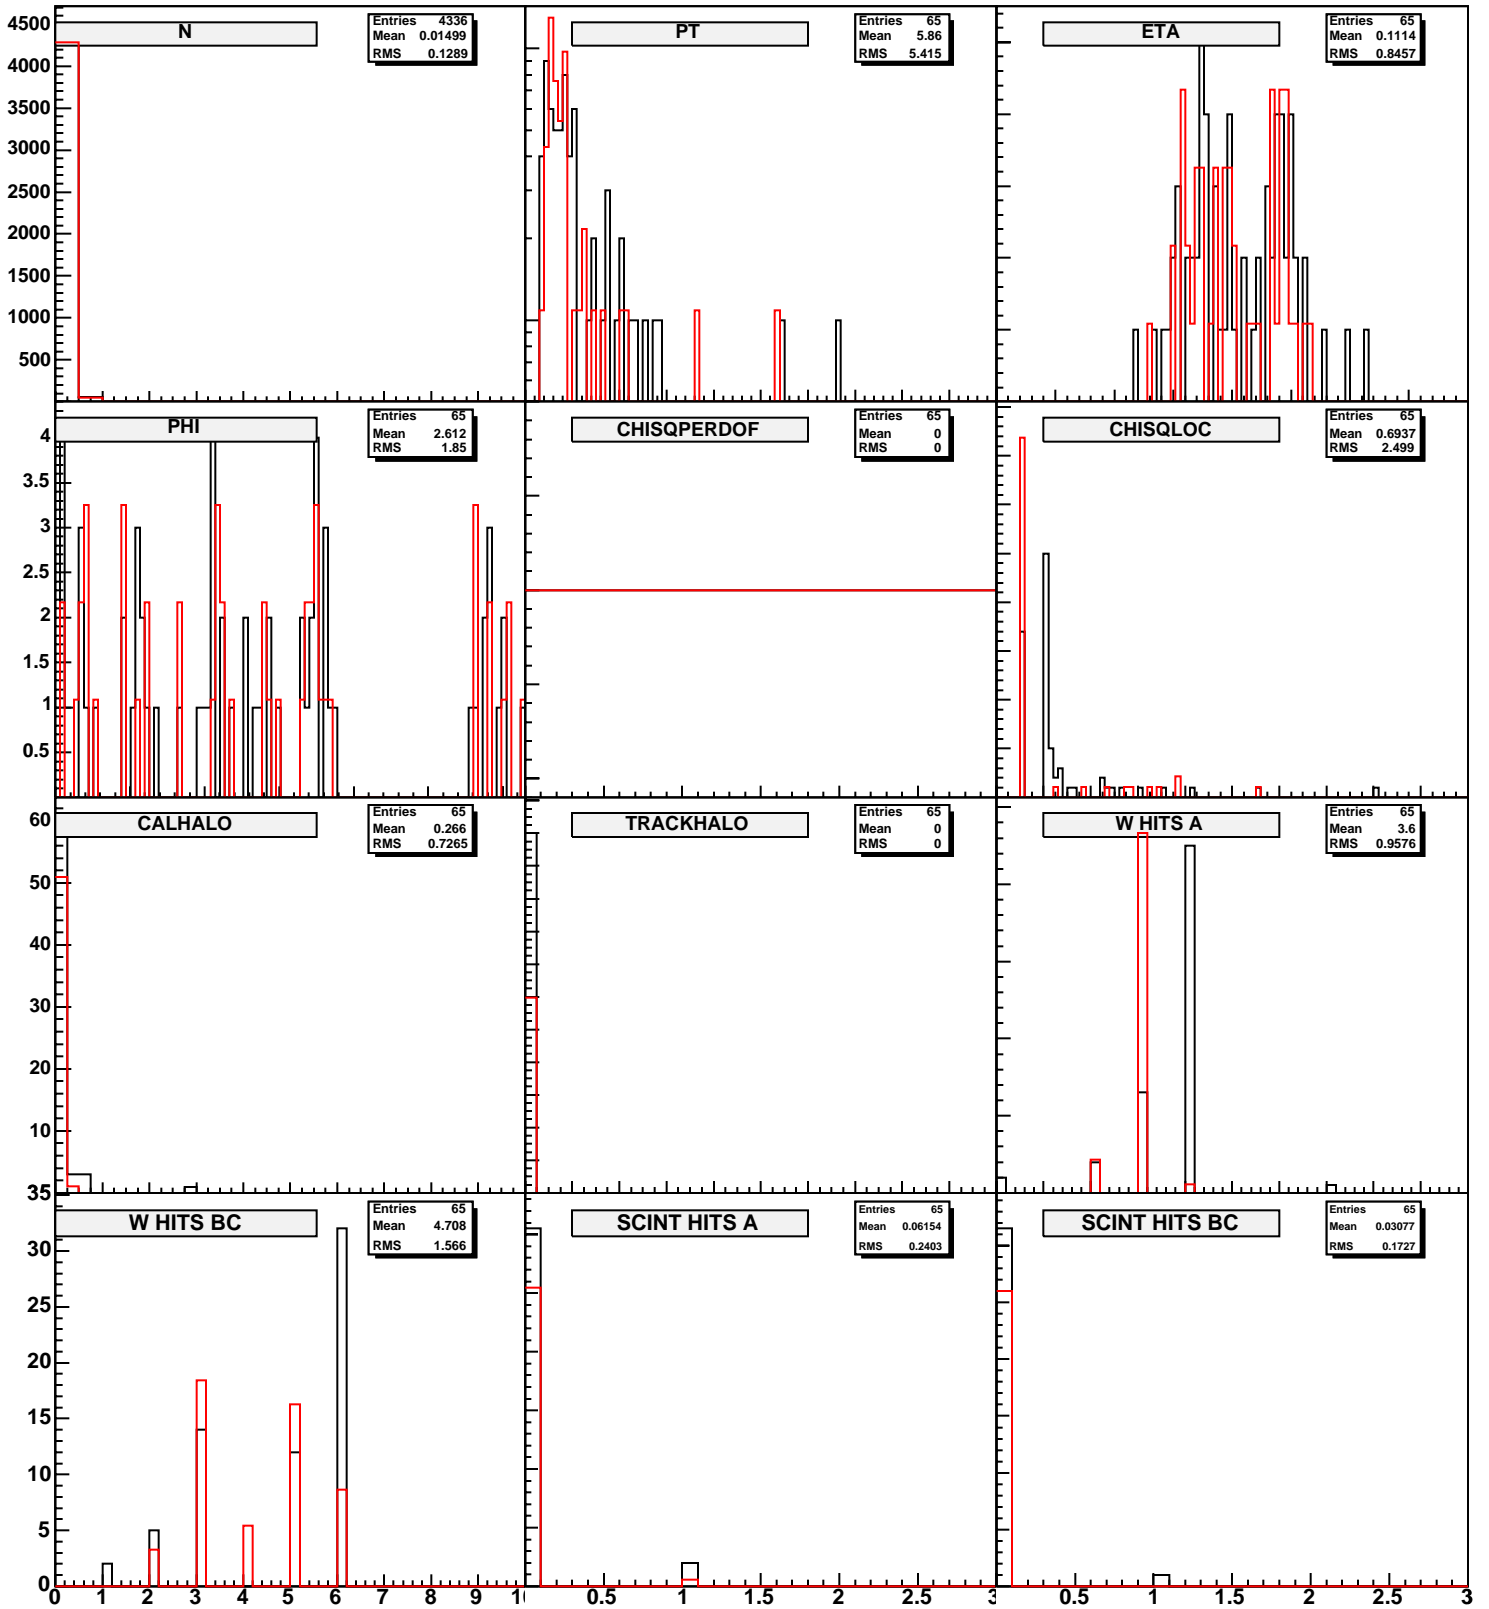 N
Entries 4336
Mean 0.01499
RMS 0.1289
PT
Entries 65
Mean 5.86
RMS 5.415
ETA
Entries 65
Mean 0.1114
RMS 0.8457
4500
4000
3500
3000
2500
2000
1500
1000
500
PHI
Entries 65
Mean 2.612
RMS 1.85
CHISQPERDOF
Entries 65
Mean 0
RMS 0
CHISQLOC
Entries 65
Mean 0.6937
RMS 2.499
4
3.5
3
2.5
2
1.5
1
0.5
CALHALO
Entries 65
Mean 0.266
RMS 0.7265
TRACKHALO
Entries 65
Mean 0
RMS 0
W HITS A
Entries 65
Mean 3.6
RMS 0.9576
60
50
40
30
20
10
35
W HITS BC
Entries 65
Mean 4.708
RMS 1.566
SCINT HITS A
Entries 65
Mean 0.06154
RMS 0.2403
SCINT HITS BC
Entries 65
Mean 0.03077
RMS 0.1727
30
25
20
15
10
5
0
0 1 2 3 4 5 6 7 8 9 0.5 1 1.5 2 2.5 0.5 1 1.5 2 2.5 3